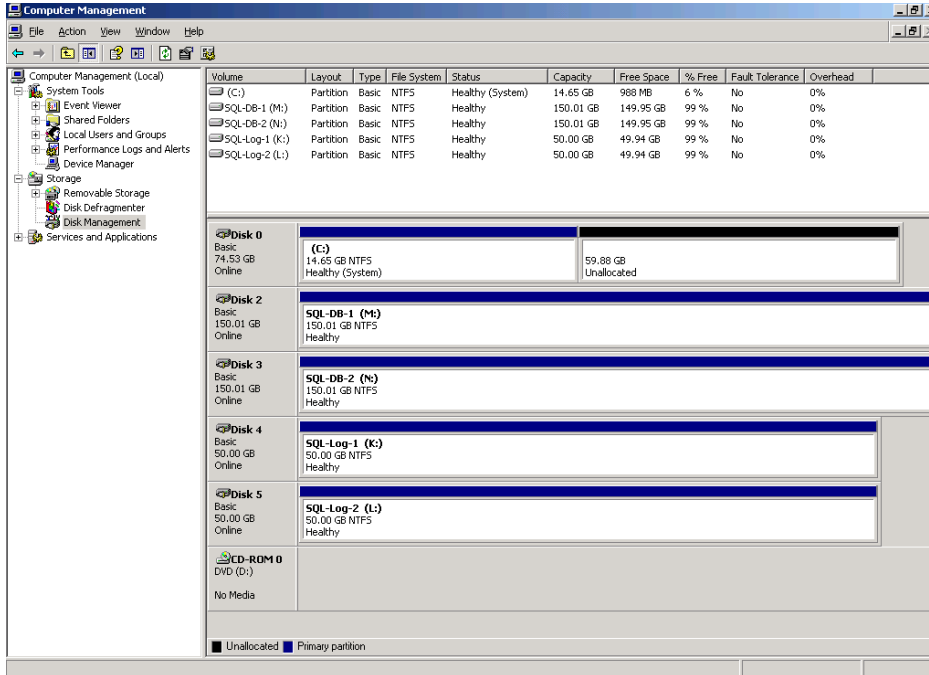 Computer Management
File Action View Window Help
Computer Management (Local)
System Tools
Event Viewer
Shared Folders
Local Users and Groups
Performance Logs and Alerts
Device Manager
Storage
Removable Storage
Disk Defragmenter
Disk Management
Services and Applications
Volume Layout Type File System Status Capacity Free Space % Free Fault Tolerance Overhead
(C:) Partition Basic NTFS Healthy (System) 14.65 GB 988 MB 6 % No 0%
SQL-DB-1 (M:) Partition Basic NTFS Healthy 150.01 GB 149.95 GB 99 % No 0%
SQL-DB-2 (N:) Partition Basic NTFS Healthy 150.01 GB 149.95 GB 99 % No 0%
SQL-Log-1 (K:) Partition Basic NTFS Healthy 50.00 GB 49.94 GB 99 % No 0%
SQL-Log-2 (L:) Partition Basic NTFS Healthy 50.00 GB 49.94 GB 99 % No 0%
Disk 0
Basic
74.53 GB
Online
(C:)
14.65 GB NTFS
Healthy (System)
59.88 GB
Unallocated
Disk 2
Basic
150.01 GB
Online
SQL-DB-1 (M:)
150.01 GB NTFS
Healthy
Disk 3
Basic
150.01 GB
Online
SQL-DB-2 (N:)
150.01 GB NTFS
Healthy
Disk 4
Basic
50.00 GB
Online
SQL-Log-1 (K:)
50.00 GB NTFS
Healthy
Disk 5
Basic
50.00 GB
Online
SQL-Log-2 (L:)
50.00 GB NTFS
Healthy
CD-ROM 0
DVD (D:)
No Media
Unallocated Primary partition